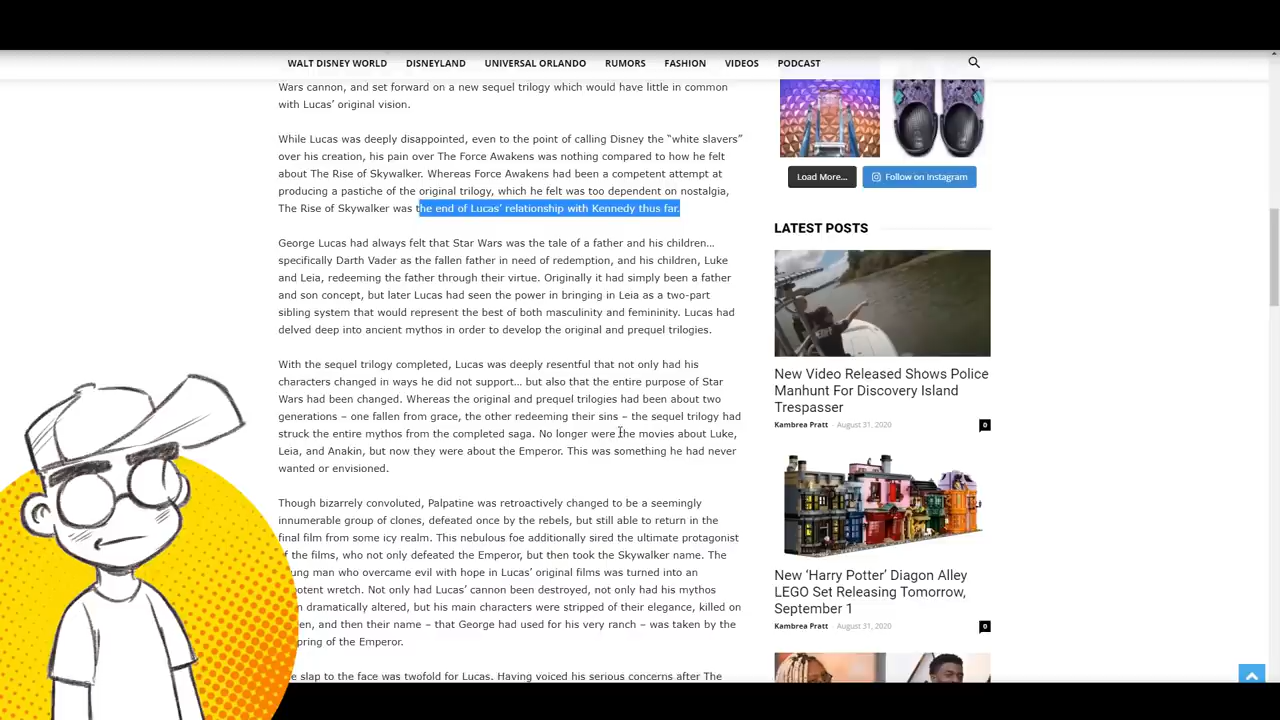 WALT DISNEY WORLD DISNEYLAND UNIVERSAL ORLANDO RUMORS FASHION VIDEOS PODCAST
Wars cannon, and set forward on a new sequel trilogy which would have little in common
with Lucas' original vision.
While Lucas was deeply disappointed, even to the point of calling Disney the “white slavers”
over his creation, his pain over The Force Awakens was nothing compared to how he felt
about The Rise of Skywalker. Whereas Force Awakens had been a competent attempt at
producing a pastiche of the original trilogy, which he felt was too dependent on nostalgia,
The Rise of Skywalker was the end of Lucas' relationship with Kennedy thus far.
George Lucas had always felt that Star Wars was the tale of a father and his children…
specifically Darth Vader as the fallen father in need of redemption, and his children, Luke
and Leia, redeeming the father through their virtue. Originally it had simply been a father
and son concept, but later Lucas had seen the power in bringing in Leia as a two-part
sibling system that would represent the best of both masculinity and femininity. Lucas had
delved deep into ancient mythos in order to develop the original and prequel trilogies.
With the sequel trilogy completed, Lucas was deeply resentful that not only had his
characters changed in ways he did not support… but also that the entire purpose of Star
Wars had been changed. Whereas the original and prequel trilogies had been about two
generations – one fallen from grace, the other redeeming their sins – the sequel trilogy had
struck the entire mythos from the completed saga. No longer were the movies about Luke,
Leia, and Anakin, but now they were about the Emperor. This was something he had never
wanted or envisioned.
Though bizarrely convoluted, Palpatine was retroactively changed to be a seemingly
innumerable group of clones, defeated once by the rebels, but still able to return in the
final film from some icy realm. This nebulous foe additionally sired the ultimate protagonist
f the films, who not only defeated the Emperor, but then took the Skywalker name. The
ung man who overcame evil with hope in Lucas' original films was turned into an
potent wretch. Not only had Lucas' cannon been destroyed, not only had his mythos
n dramatically altered, but his main characters were stripped of their elegance, killed on
en, and then their name – that George had used for his very ranch – was taken by the
spring of the Emperor.
e slap to the face was twofold for Lucas. Having voiced his serious concerns after The
Load More... Follow on Instagram
LATEST POSTS
New Video Released Shows Police
Manhunt For Discovery Island
Trespasser
Kambrea Pratt - August 31, 2020 0
New ‘Harry Potter’ Diagon Alley
LEGO Set Releasing Tomorrow,
September 1
Kambrea Pratt - August 31, 2020 0